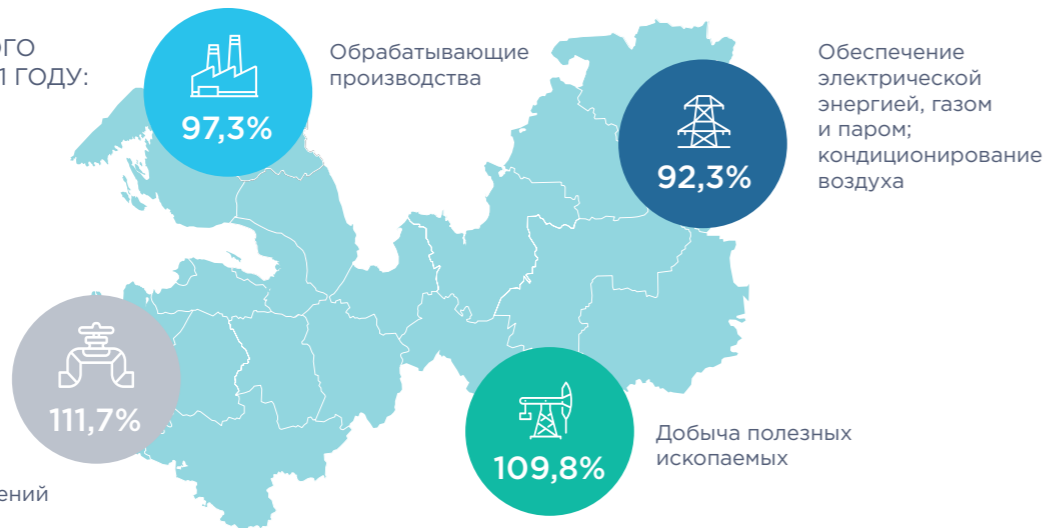 ОГО
1 ГОДУ:
97,3%
Обрабатывающие
производства
92,3%
Обеспечение
электрической
энергией, газом
и паром;
кондиционирование
воздуха
111,7%
ений
109,8%
Добыча полезных
ископаемых